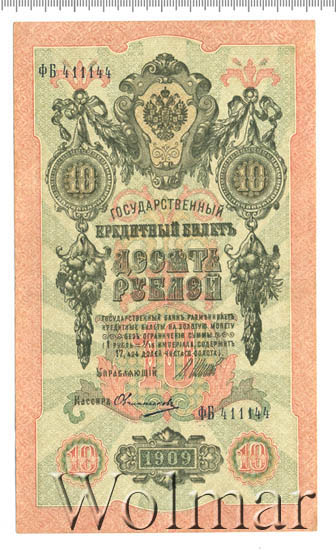 ФБ 411144
10 10
ГОСУДАРСТВЕННЫЙ
КРЕДИТНЫЙ БИЛЕТЪ
ДЕСЯТЬ
РУБЛЕЙ
(ГОСУДАРСТВЕННЫЙ БАНКЪ РАЗМѢНИВАЕТЪ
КРЕДИТНЫЕ БИЛЕТЫ НА ЗОЛОТУЮ МОНЕТУ
БЕЗЪ ОГРАНИЧЕНІЯ СУММЫ
1 РУБЛЬ = 1/15 ИМПЕРІАЛА, СОДЕРЖИТЪ
17,424 ДОЛЕЙ ЧИСТАГО ЗОЛОТА).
10
УПРАВЛЯЮЩІЙ
Кассиръ
ФБ 411144
10 1909 10
Wolmar